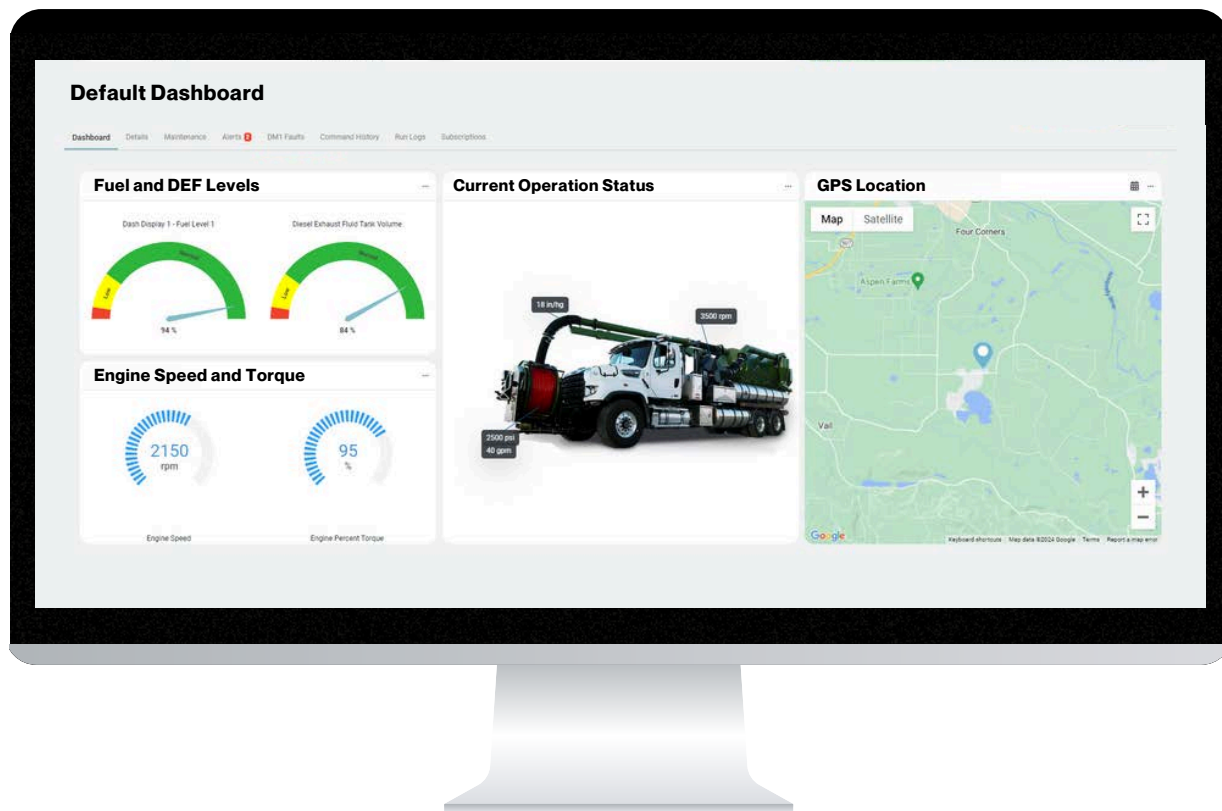 Default Dashboard
Dashboard Details Maintenance Alerts 2 DM1 Faults Command History Run Logs Subscriptions
Fuel and DEF Levels
Dash Display 1 - Fuel Level 1
Diesel Exhaust Fluid Tank Volume
Low
Normal
94 %
Low
Normal
84 %
Engine Speed and Torque
2150
rpm
Engine Speed
95
%
Engine Percent Torque
Current Operation Status
18 in/hg
3500 rpm
2500 psi
40 gpm
GPS Location
Map Satellite
Four Corners
Aspen Farms
Vail
+
−
Google
Keyboard shortcuts Map data ©2024 Google Terms Report a map error